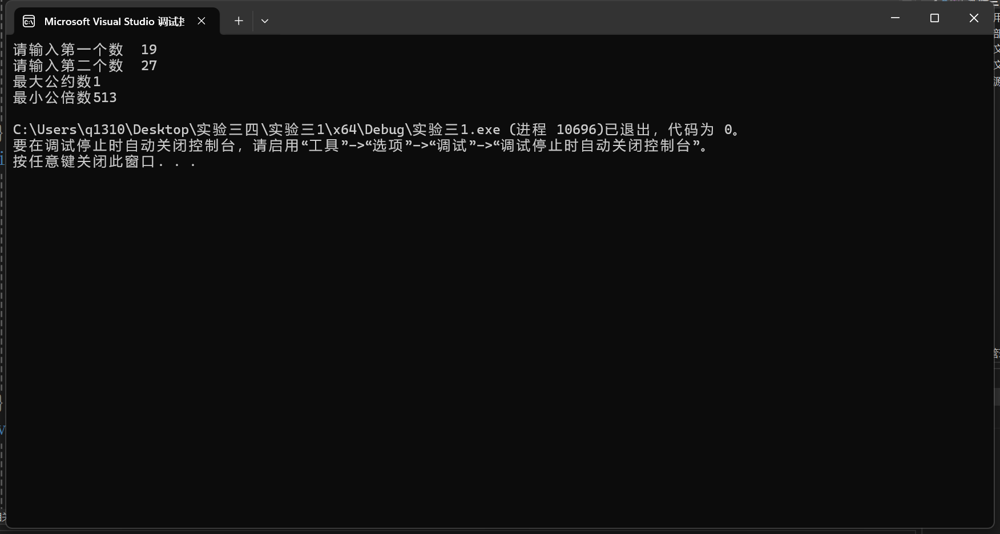 Microsoft Visual Studio 调试
请输入第一个数  19
请输入第二个数  27
最大公约数1
最小公倍数513
C:\Users\q1310\Desktop\实验三四\实验三1\x64\Debug\实验三1.exe (进程 10696)已退出，代码为 0。
要在调试停止时自动关闭控制台，请启用“工具”->“选项”->“调试”->“调试停止时自动关闭控制台”。
按任意键关闭此窗口. . .